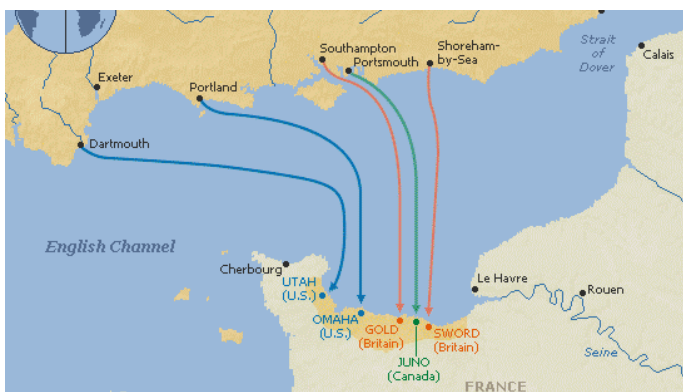 Southampton
Portsmouth
Shoreham-
by-Sea
Strait
of
Dover
Calais
Exeter
Portland
Dartmouth
English Channel
Cherbourg
UTAH
(U.S.)
OMAHA
(U.S.)
GOLD
(Britain)
JUNO
(Canada)
SWORD
(Britain)
Le Havre
Rouen
Seine
FRANCE